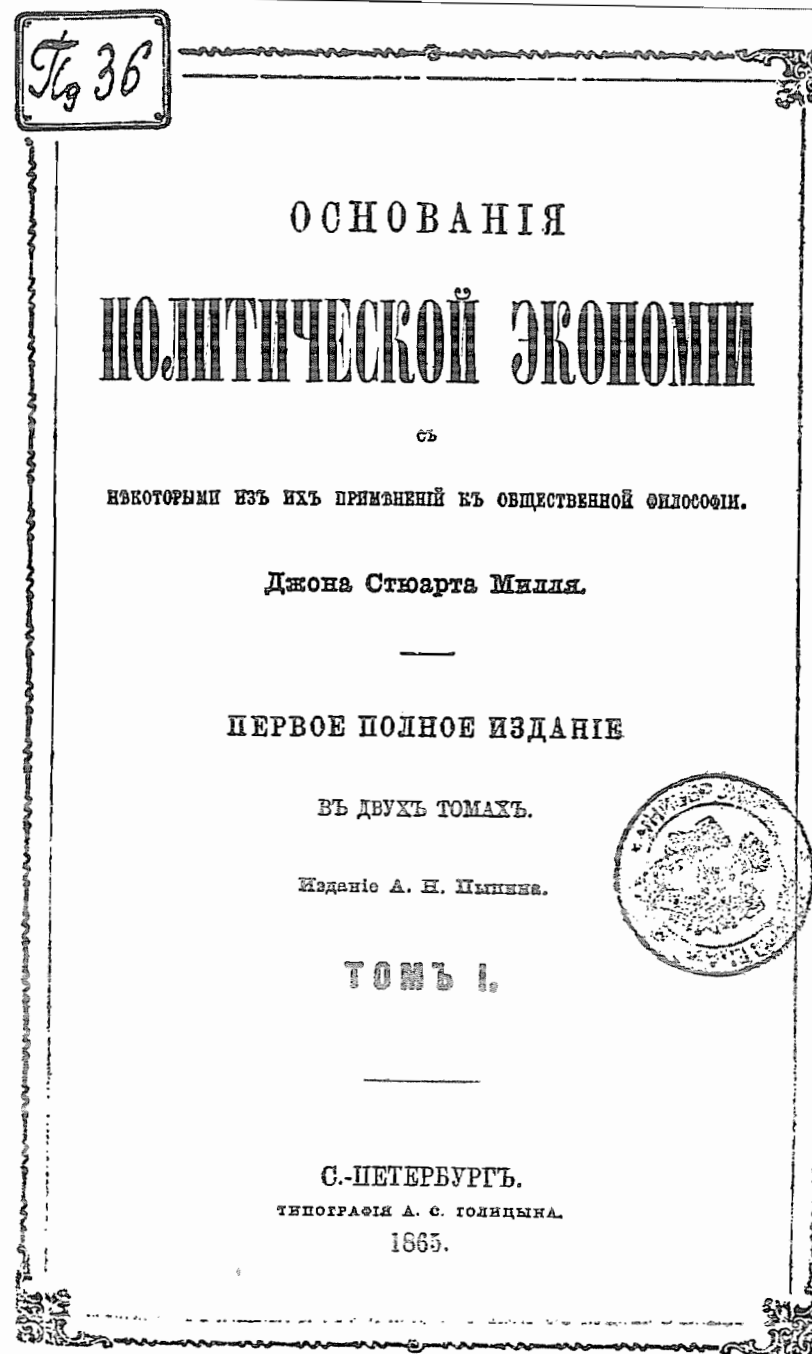 Пд 36
ОСНОВАНІЯ
ПОЛИТИЧЕСКОЙ ЭКОНОМІИ
СЪ
НѢКОТОРЫМИ ИЗЪ ИХЪ ПРИМѢНЕНІЙ КЪ ОБЩЕСТВЕННОЙ ФИЛОСОФІИ.
Джона Стюарта Милля.
ПЕРВОЕ ПОЛНОЕ ИЗДАНІЕ
ВЪ ДВУХЪ ТОМАХЪ.
Изданіе А. Н. Пыпина.
ТОМЪ I.
С.-ПЕТЕРБУРГЪ.
ТИПОГРАФІЯ А. С. ГОЛИЦЫНА.
1865.